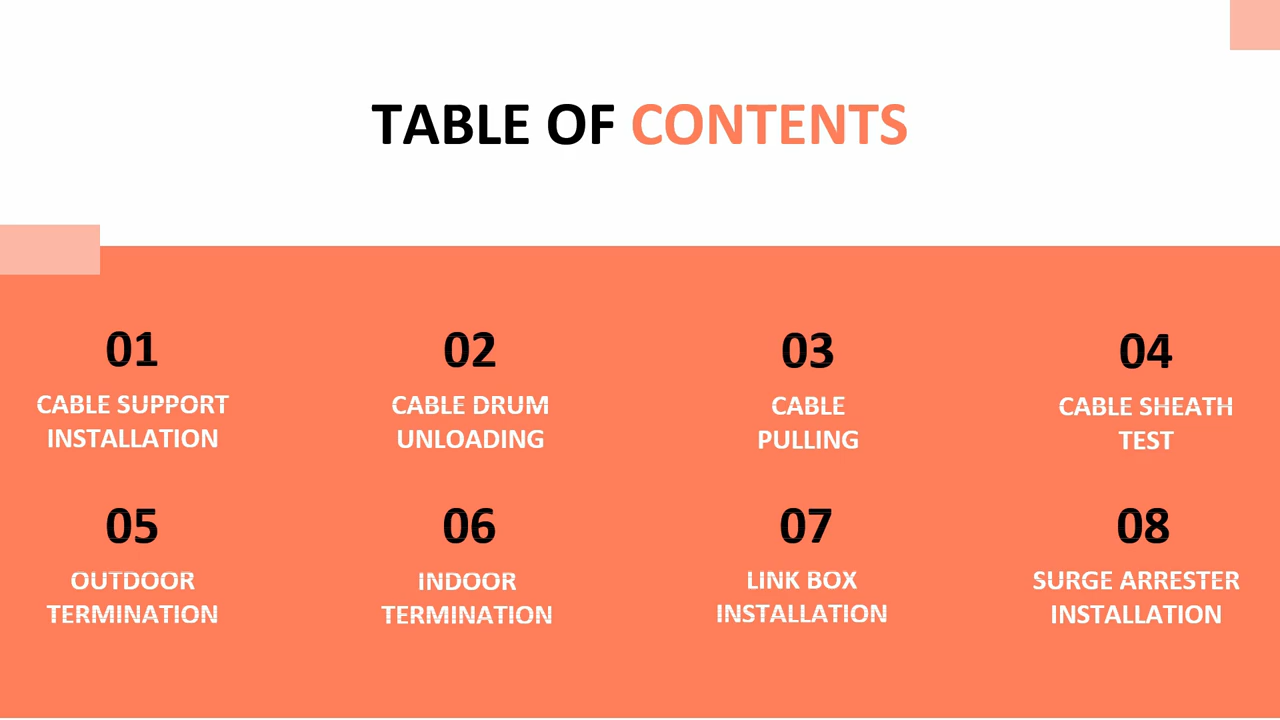 TABLE OF CONTENTS
01
CABLE SUPPORT
INSTALLATION
02
CABLE DRUM
UNLOADING
03
CABLE
PULLING
04
CABLE SHEATH
TEST
05
OUTDOOR
TERMINATION
06
INDOOR
TERMINATION
07
LINK BOX
INSTALLATION
08
SURGE ARRESTER
INSTALLATION